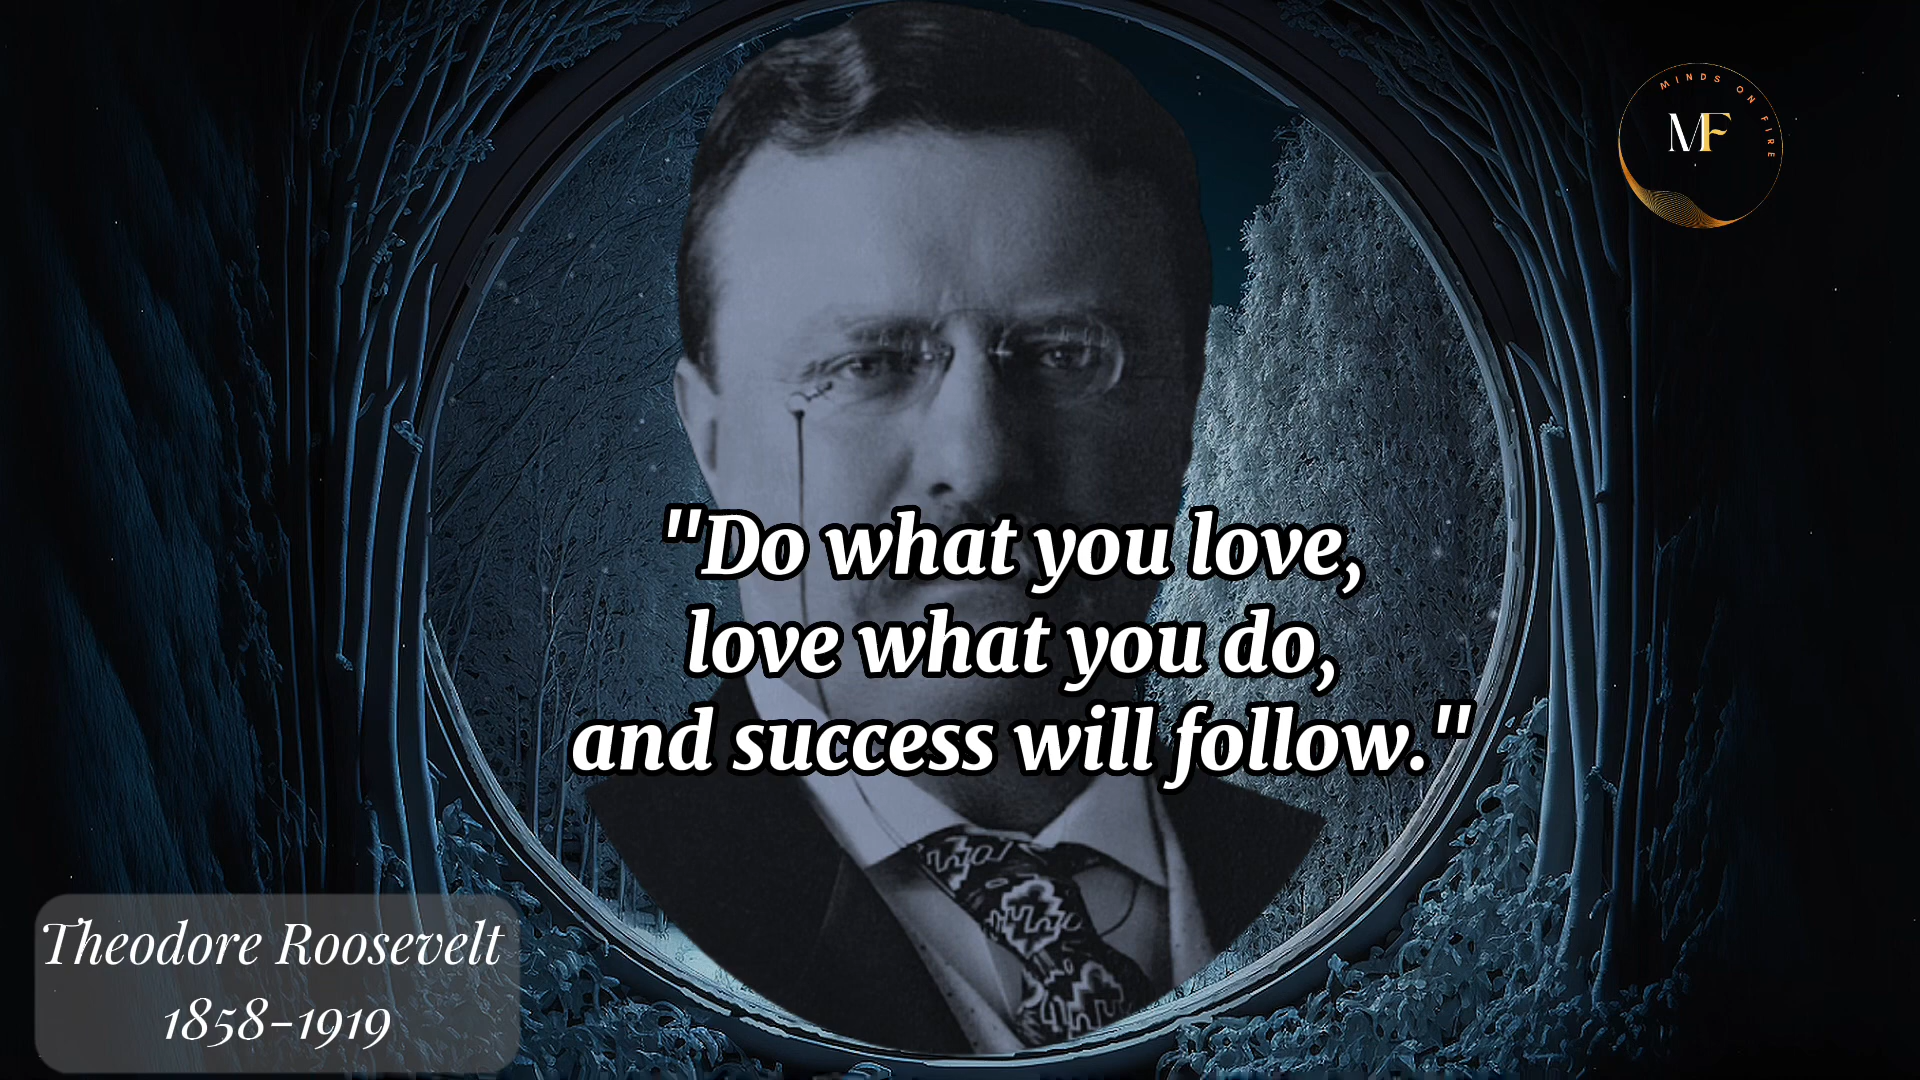 MINDS ON FIRE
MF
"Do what you love,
love what you do,
and success will follow."
Theodore Roosevelt
1858-1919